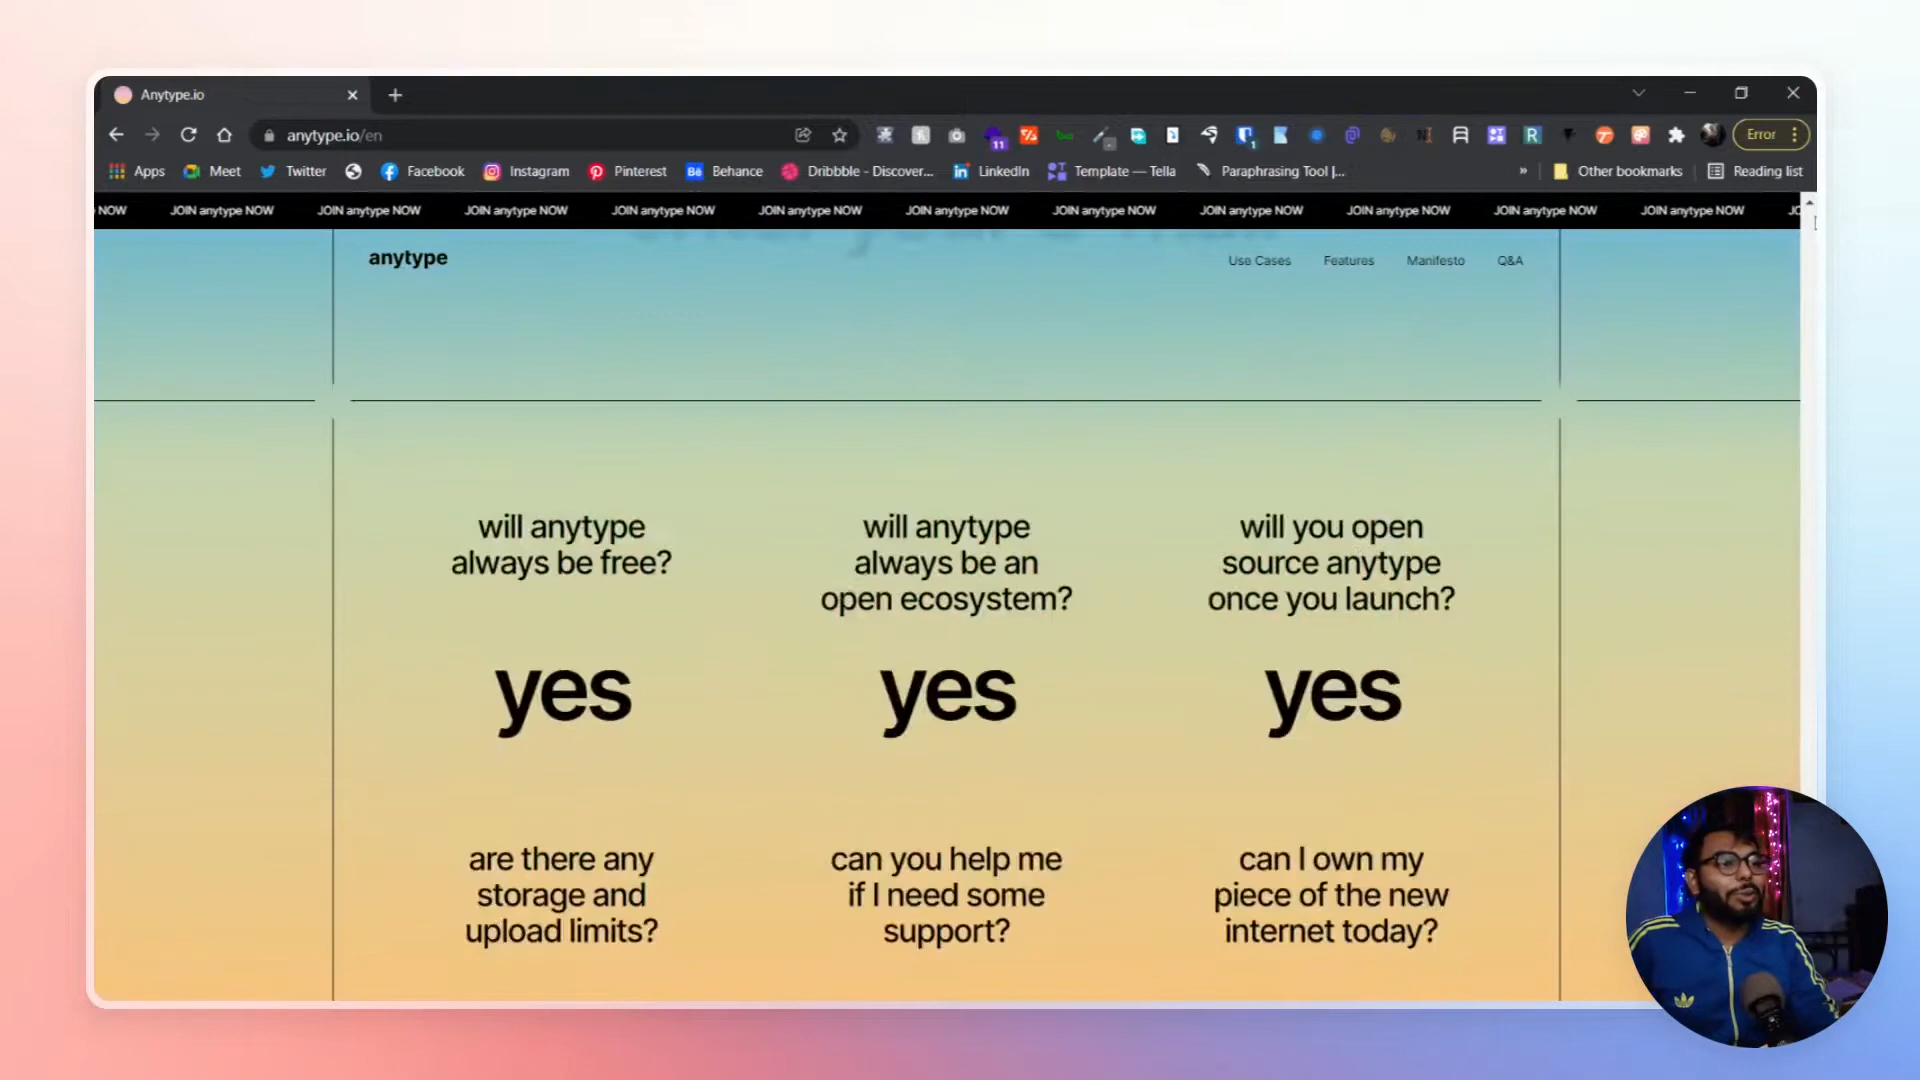 Anytype.io
anytype.io/en
11
1
Error
Apps Meet Twitter Facebook Instagram Pinterest Behance Dribbble - Discover... LinkedIn Template — Tella Paraphrasing Tool |... » Other bookmarks Reading list
NOW JOIN anytype NOW JOIN anytype NOW JOIN anytype NOW JOIN anytype NOW JOIN anytype NOW JOIN anytype NOW JOIN anytype NOW JOIN anytype NOW JOIN anytype NOW JOIN anytype NOW JOIN anytype NOW
anytype
Use Cases Features Manifesto Q&A
will anytype
always be free?
yes
will anytype
always be an
open ecosystem?
yes
will you open
source anytype
once you launch?
yes
are there any
storage and
upload limits?
can you help me
if I need some
support?
can I own my
piece of the new
internet today?